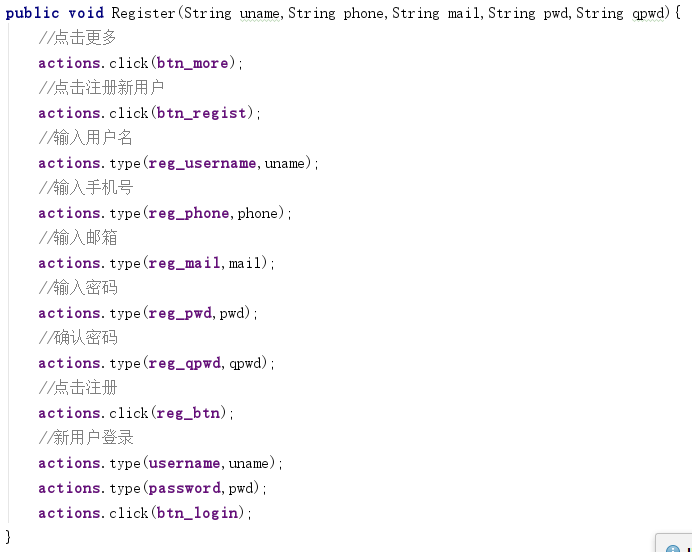 public void Register(String uname,String phone,String mail,String pwd,String qpwd){
//点击更多
actions.click(btn_more);
//点击注册新用户
actions.click(btn_regist);
//输入用户名
actions.type(reg_username,uname);
//输入手机号
actions.type(reg_phone,phone);
//输入邮箱
actions.type(reg_mail,mail);
//输入密码
actions.type(reg_pwd,pwd);
//确认密码
actions.type(reg_qpwd,qpwd);
//点击注册
actions.click(reg_btn);
//新用户登录
actions.type(username,uname);
actions.type(password,pwd);
actions.click(btn_login);
}